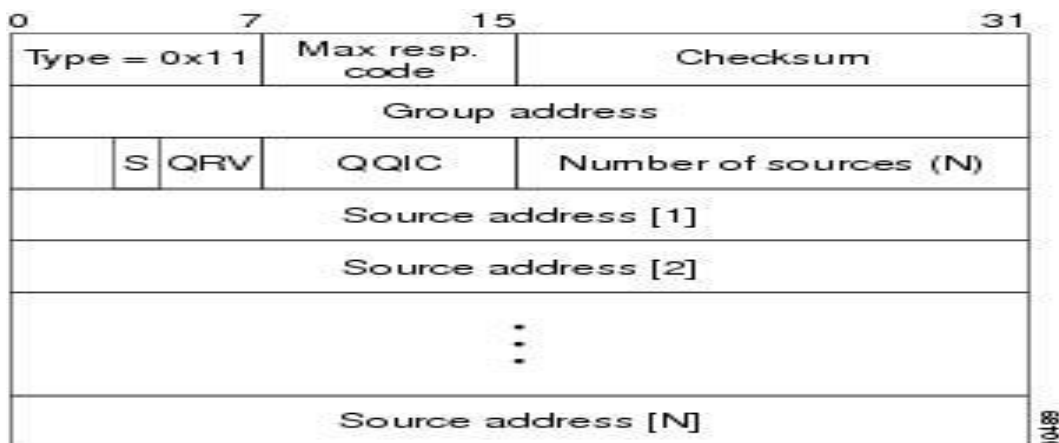 0 7 15 31
Type = 0x11 Max resp. code Checksum
Group address
S QRV QQIC Number of sources (N)
Source address [1]
Source address [2]
Source address [N]